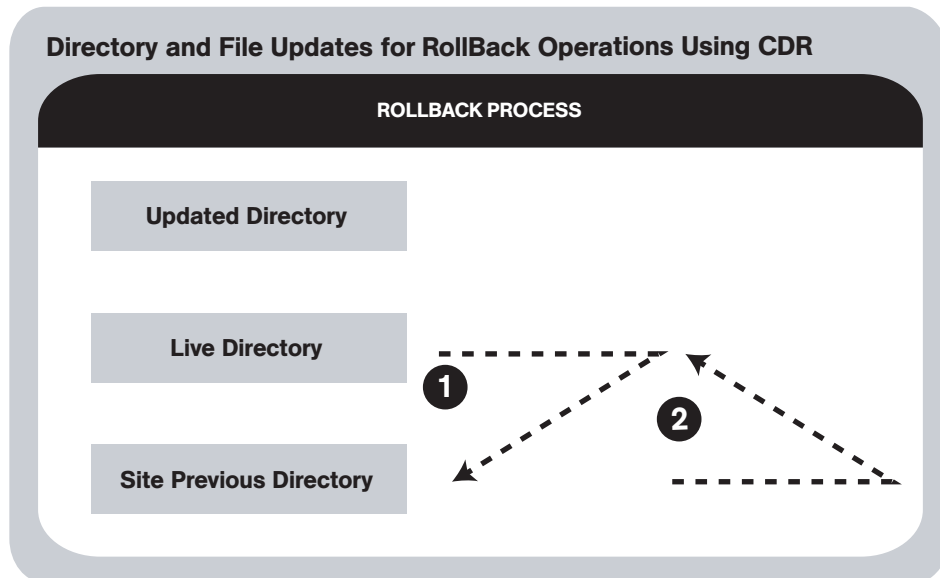 Directory and File Updates for RollBack Operations Using CDR
ROLLBACK PROCESS
Updated Directory
Live Directory
1
2
Site Previous Directory